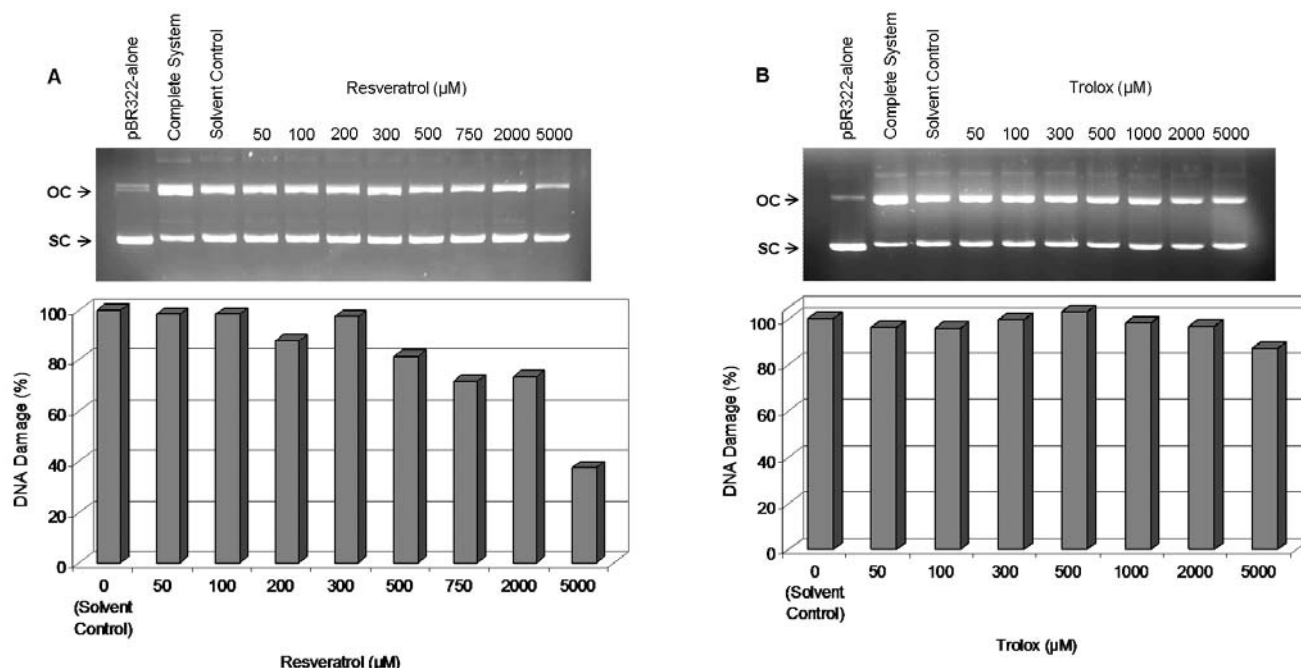 A
pBR322-alone
Complete System
Solvent Control
Resveratrol (µM)
50 100 200 300 500 750 2000 5000
OC →
SC →
DNA Damage (%)
100
80
60
40
20
0
0 50 100 200 300 500 750 2000 5000
(Solvent
Control)
Resveratrol (µM)
B
pBR322-alone
Complete System
Solvent Control
Trolox (µM)
50 100 300 500 1000 2000 5000
OC →
SC →
DNA Damage (%)
100
80
60
40
20
0
0 50 100 300 500 1000 2000 5000
(Solvent
Control)
Trolox (µM)